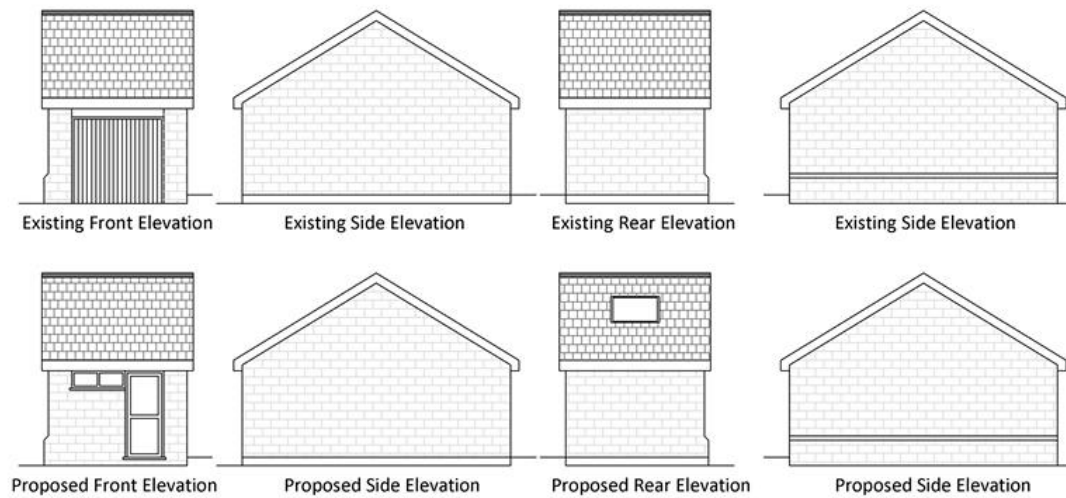 Existing Front Elevation
Existing Side Elevation
Existing Rear Elevation
Existing Side Elevation
Proposed Front Elevation
Proposed Side Elevation
Proposed Rear Elevation
Proposed Side Elevation